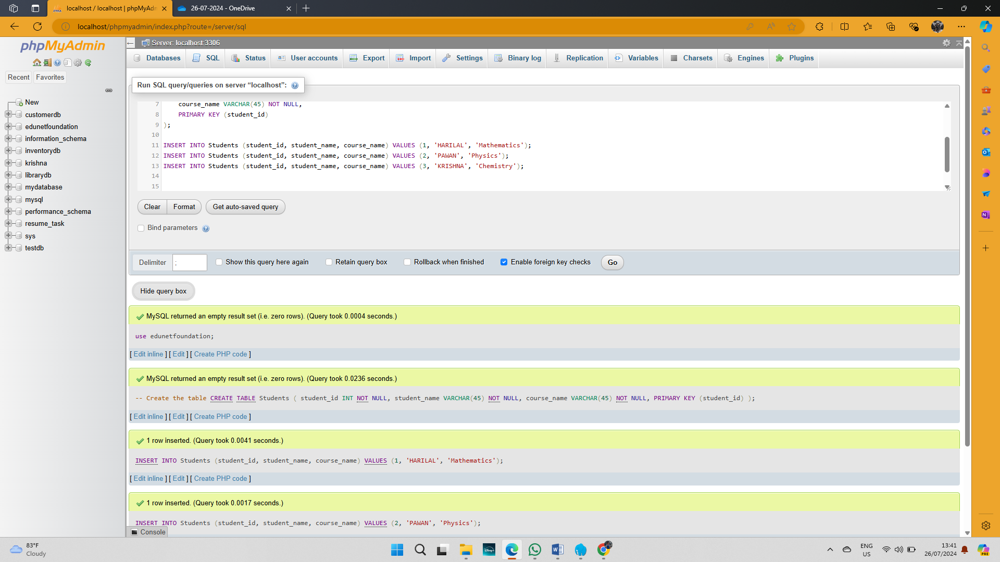 localhost / localhost | phpMyAdn
26-07-2024 - OneDrive
localhost/phpmyadmin/index.php?route=/server/sql
phpMyAdmin
Recent
Favorites
New
customerdb
edunetfoundation
information_schema
inventorydb
krishna
librarydb
mydatabase
mysql
performance_schema
resume_task
sys
testdb
Server: localhost:3306
Databases SQL Status User accounts Export Import Settings Binary log Replication Variables Charsets Engines Plugins
Run SQL query/queries on server “localhost”:
7 course_name VARCHAR(45) NOT NULL,
8 PRIMARY KEY (student_id)
9 );
10
11 INSERT INTO Students (student_id, student_name, course_name) VALUES (1, 'HARILAL', 'Mathematics');
12 INSERT INTO Students (student_id, student_name, course_name) VALUES (2, 'PAWAN', 'Physics');
13 INSERT INTO Students (student_id, student_name, course_name) VALUES (3, 'KRISHNA', 'Chemistry');
14
15
Clear Format Get auto-saved query
Bind parameters
Delimiter ; Show this query here again Retain query box Rollback when finished Enable foreign key checks Go
Hide query box
MySQL returned an empty result set (i.e. zero rows). (Query took 0.0004 seconds.)
use edunetfoundation;
[ Edit inline ] [ Edit ] [ Create PHP code ]
MySQL returned an empty result set (i.e. zero rows). (Query took 0.0236 seconds.)
-- Create the table CREATE TABLE Students ( student_id INT NOT NULL, student_name VARCHAR(45) NOT NULL, course_name VARCHAR(45) NOT NULL, PRIMARY KEY (student_id) );
[ Edit inline ] [ Edit ] [ Create PHP code ]
1 row inserted. (Query took 0.0041 seconds.)
INSERT INTO Students (student_id, student_name, course_name) VALUES (1, 'HARILAL', 'Mathematics');
[ Edit inline ] [ Edit ] [ Create PHP code ]
1 row inserted. (Query took 0.0017 seconds.)
INSERT INTO Students (student_id, student_name, course_name) VALUES (2, 'PAWAN', 'Physics');
Console
83°F
Cloudy
ENG
US
13:41
26/07/2024